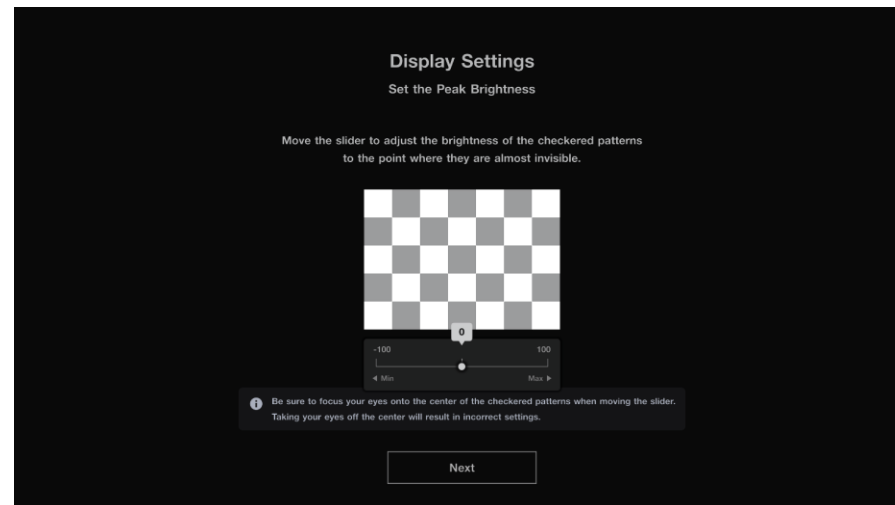 Display Settings
Set the Peak Brightness
Move the slider to adjust the brightness of the checkered patterns
to the point where they are almost invisible.
0
-100 100
Min Max
Be sure to focus your eyes onto the center of the checkered patterns when moving the slider.
Taking your eyes off the center will result in incorrect settings.
Next